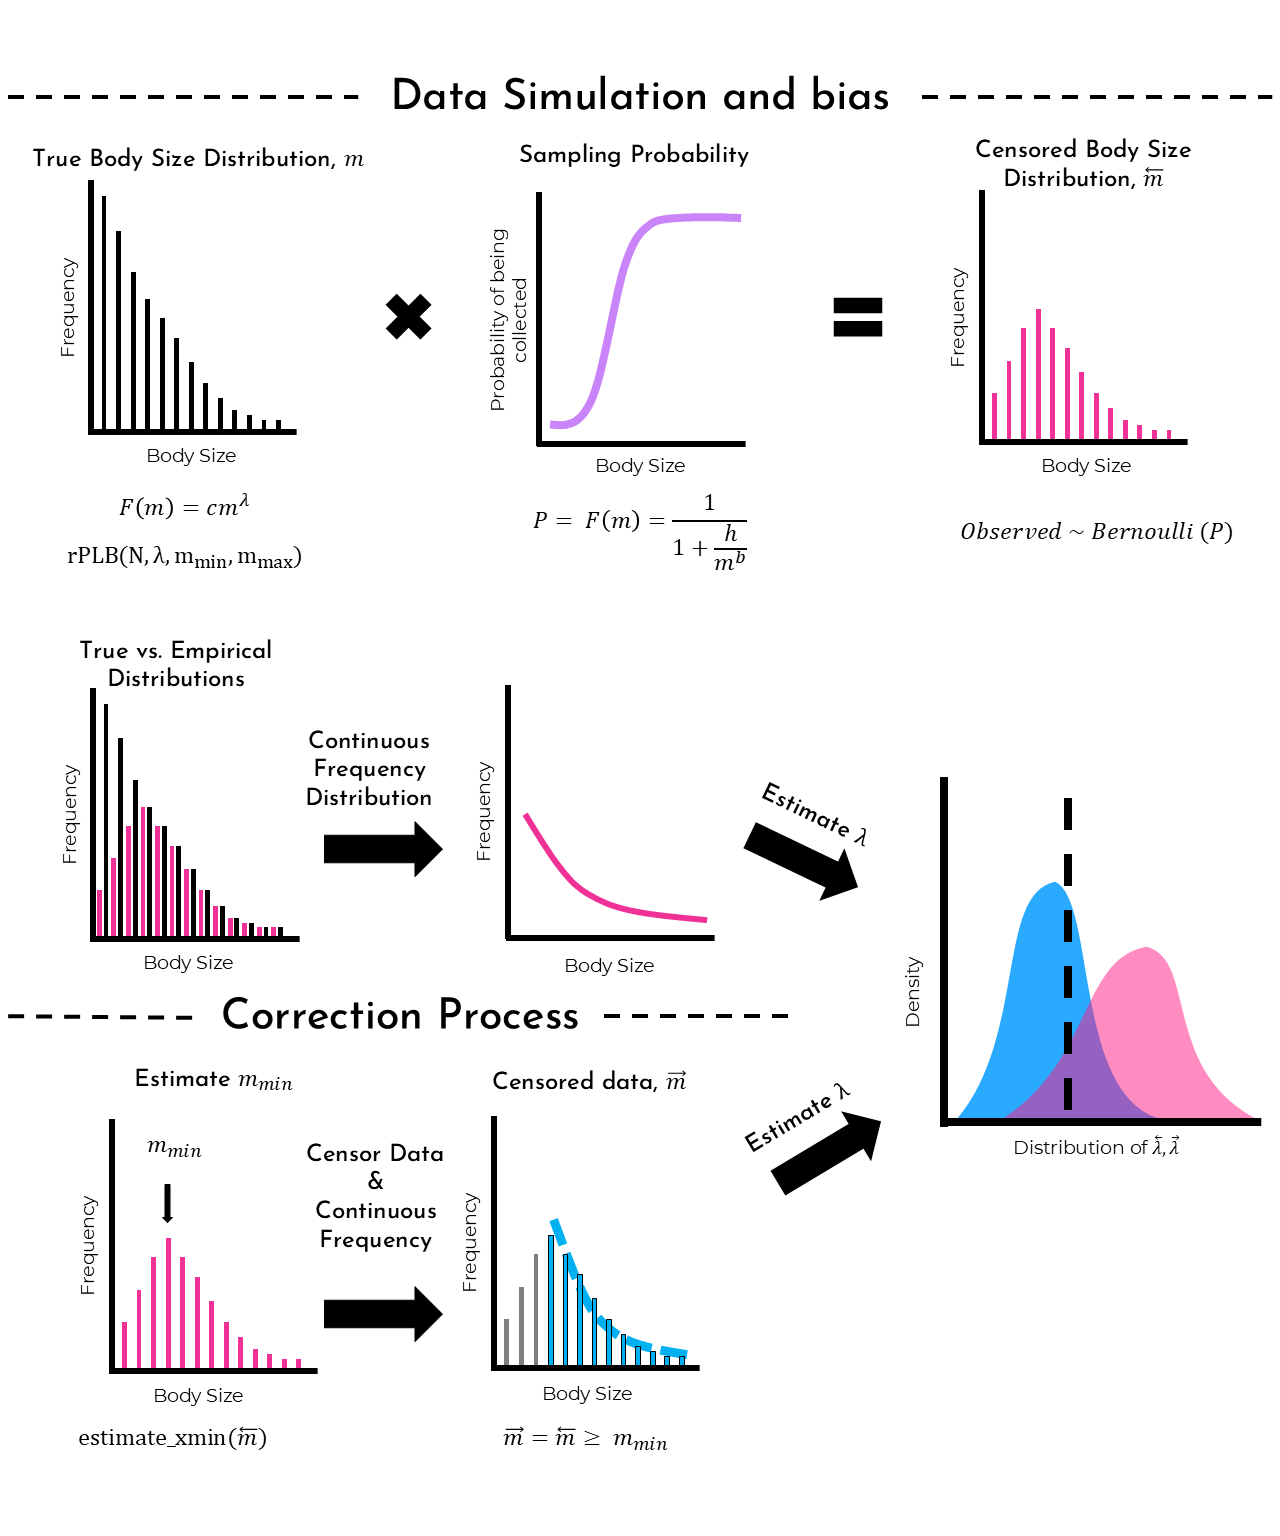 Data Simulation and bias
True Body Size Distribution, m
Frequency
Body Size
F(m) = cm^λ
rPLB(N, λ, m_min, m_max)
Sampling Probability
Probability of being
collected
Body Size
P = F(m) = 1 / (1 + h / m^b)
Censored Body Size
Distribution, m⃖
Frequency
Body Size
Observed ~ Bernoulli (P)
True vs. Empirical
Distributions
Frequency
Body Size
Continuous
Frequency
Distribution
Frequency
Body Size
Estimate λ
Density
Distribution of λ⃖, λ⃗
Correction Process
Estimate m_min
m_min
Frequency
Body Size
estimate_xmin(m⃖)
Censor Data
&
Continuous
Frequency
Censored data, m⃗
Frequency
Body Size
m⃗ = m⃖ ≥ m_min
Estimate λ